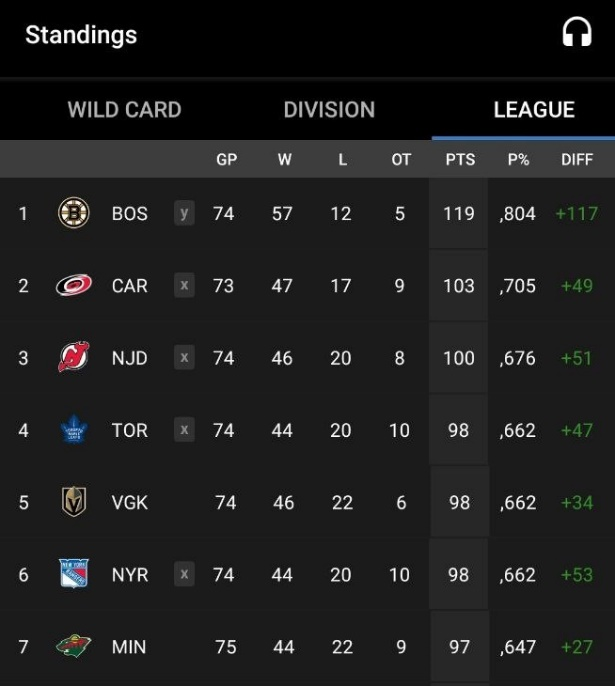 Standings
WILD CARD DIVISION LEAGUE
GP W L OT PTS P% DIFF
1 BOS y 74 57 12 5 119 ,804 +117
2 CAR x 73 47 17 9 103 ,705 +49
3 NJD x 74 46 20 8 100 ,676 +51
4 TOR x 74 44 20 10 98 ,662 +47
5 VGK 74 46 22 6 98 ,662 +34
6 NYR x 74 44 20 10 98 ,662 +53
7 MIN 75 44 22 9 97 ,647 +27